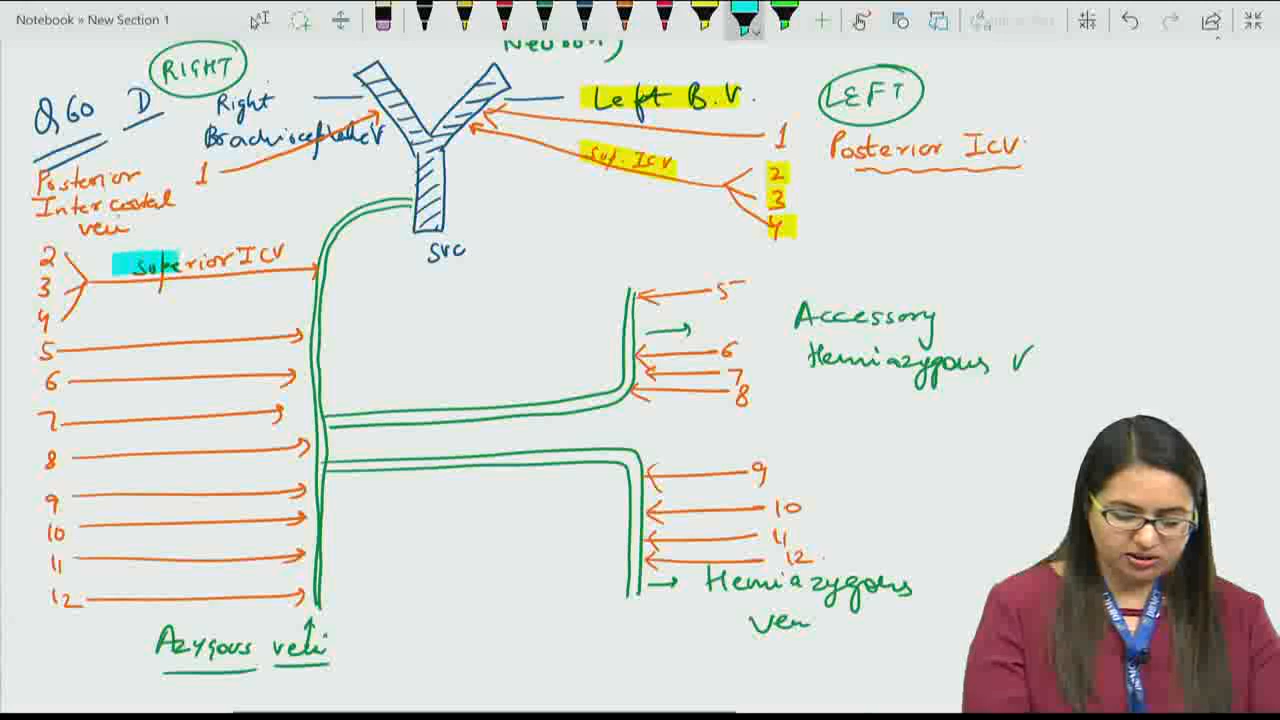 Notebook » New Section 1
RIGHT
Q60 D
Right
Posterior
Intercostal
vein
1
2
3
4
Superior ICV
5
6
7
8
9
10
11
12
Azygous vein
SVC
Left B.V.
LEFT
Posterior ICV.
1
Sup. ICV
2
3
4
5
6
7
8
Accessory
Hemiazygous V
9
10
11
12
Hemiazygous